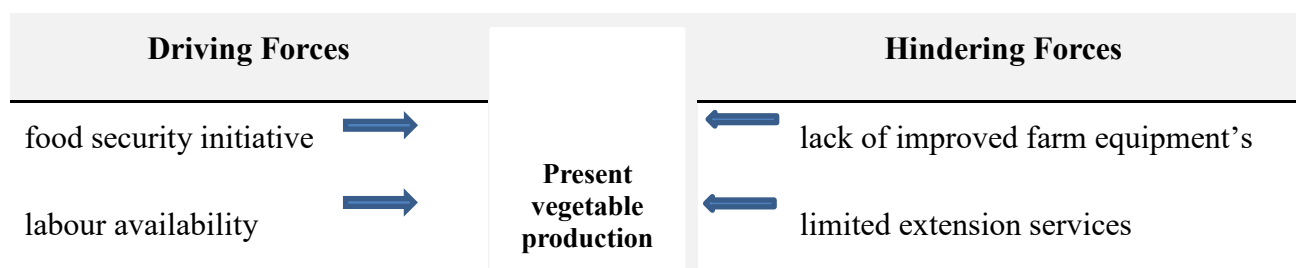 Driving Forces
Hindering Forces
food security initiative
lack of improved farm equipment’s
Present
vegetable
production
labour availability
limited extension services